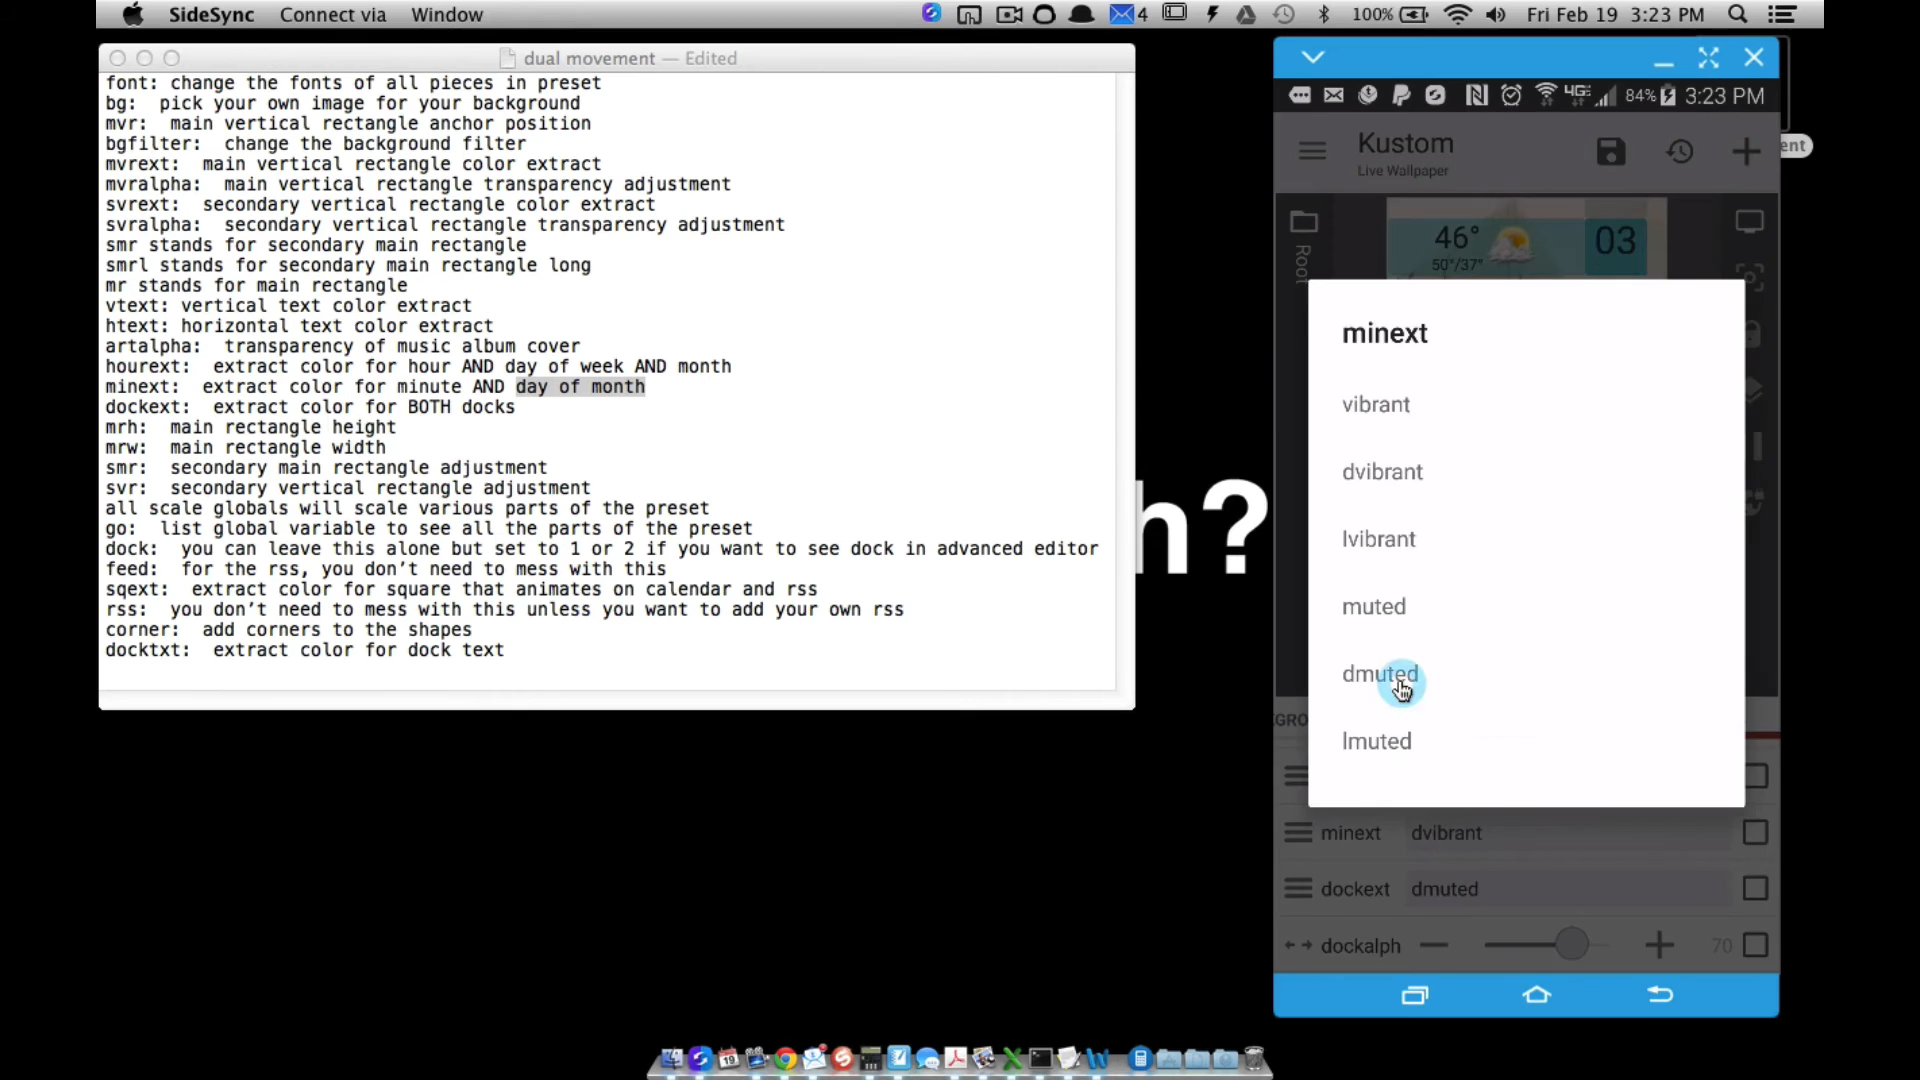 SideSync Connect via Window
4 100% Fri Feb 19 3:23 PM
dual movement — Edited
font: change the fonts of all pieces in preset
bg: pick your own image for your background
mvr: main vertical rectangle anchor position
bgfilter: change the background filter
mvrext: main vertical rectangle color extract
mvralpha: main vertical rectangle transparency adjustment
svrext: secondary vertical rectangle color extract
svralpha: secondary vertical rectangle transparency adjustment
smr stands for secondary main rectangle
smrl stands for secondary main rectangle long
mr stands for main rectangle
vtext: vertical text color extract
htext: horizontal text color extract
artalpha: transparency of music album cover
hourext: extract color for hour AND day of week AND month
minext: extract color for minute AND day of month
dockext: extract color for BOTH docks
mrh: main rectangle height
mrw: main rectangle width
smr: secondary main rectangle adjustment
svr: secondary vertical rectangle adjustment
all scale globals will scale various parts of the preset
go: list global variable to see all the parts of the preset
dock: you can leave this alone but set to 1 or 2 if you want to see dock in advanced editor
feed: for the rss, you don't need to mess with this
sqext: extract color for square that animates on calendar and rss
rss: you don't need to mess with this unless you want to add your own rss
corner: add corners to the shapes
docktxt: extract color for dock text
h?
4G 84% 3:23 PM
ent
Kustom
Live Wallpaper
Root
46°
50°/37°
03
minext
vibrant
dvibrant
lvibrant
muted
dmuted
lmuted
GRO
minext dvibrant
dockext dmuted
dockalph 70
19